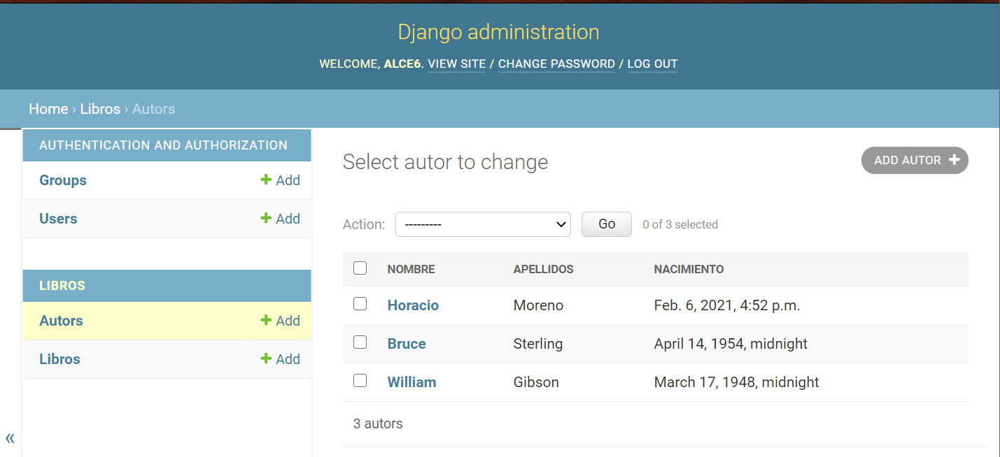 Django administration
WELCOME, ALCE6. VIEW SITE / CHANGE PASSWORD / LOG OUT
Home › Libros › Autors
AUTHENTICATION AND AUTHORIZATION
Groups + Add
Users + Add
LIBROS
Autors + Add
Libros + Add
«
Select autor to change
ADD AUTOR +
Action: --------- Go 0 of 3 selected
NOMBRE APELLIDOS NACIMIENTO
Horacio Moreno Feb. 6, 2021, 4:52 p.m.
Bruce Sterling April 14, 1954, midnight
William Gibson March 17, 1948, midnight
3 autors